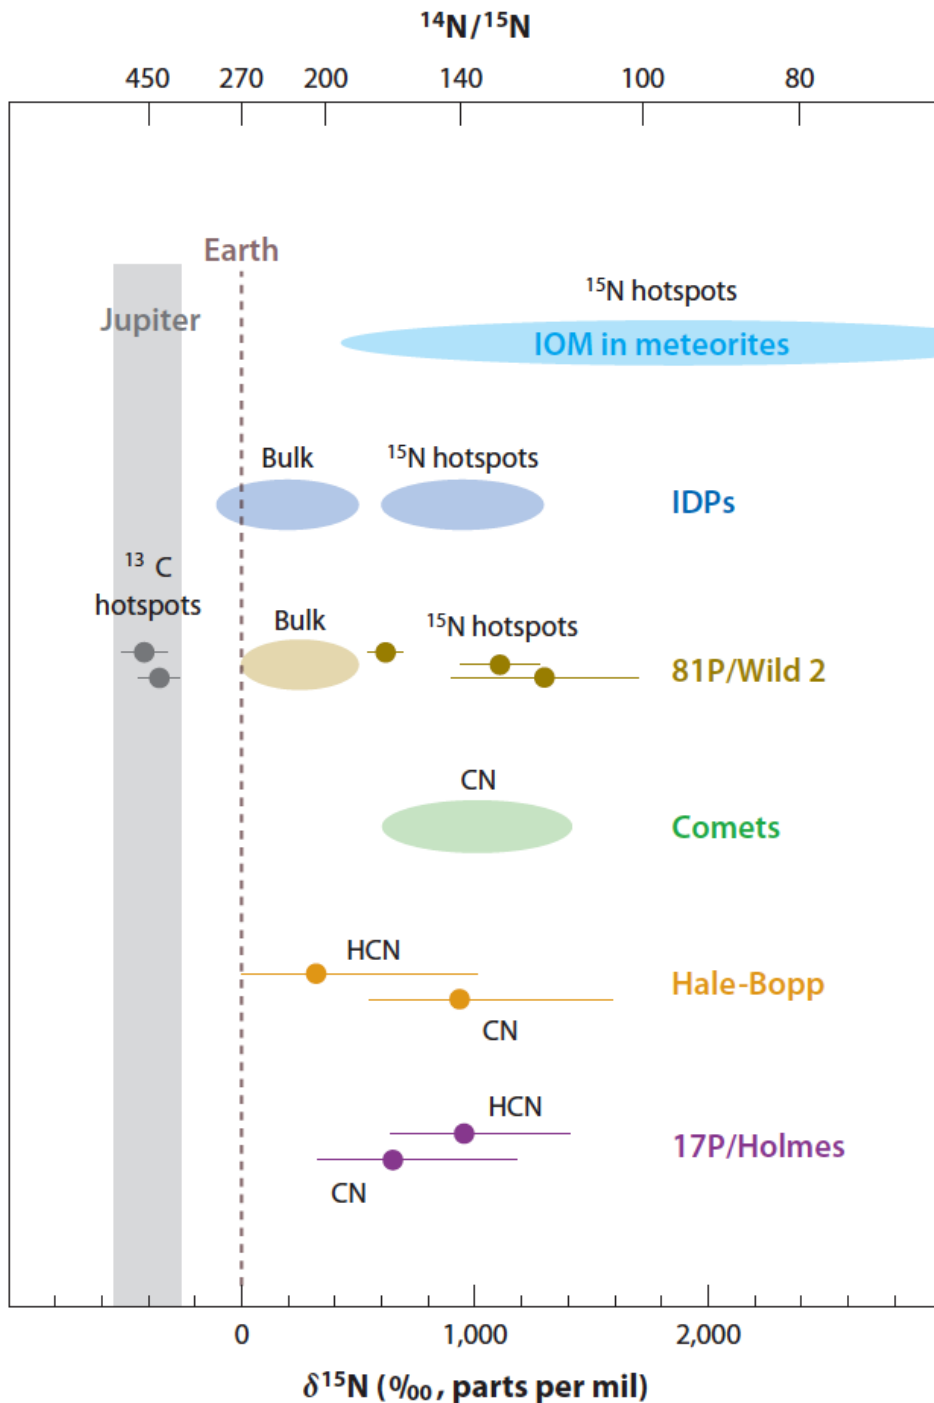 ¹⁴N/¹⁵N
450 270 200 140 100 80
Earth
¹⁵N hotspots
Jupiter
IOM in meteorites
Bulk ¹⁵N hotspots
IDPs
¹³ C
hotspots
Bulk ¹⁵N hotspots
81P/Wild 2
CN
Comets
HCN
Hale-Bopp
CN
HCN
17P/Holmes
CN
0 1,000 2,000
δ¹⁵N (%₀₀, parts per mil)